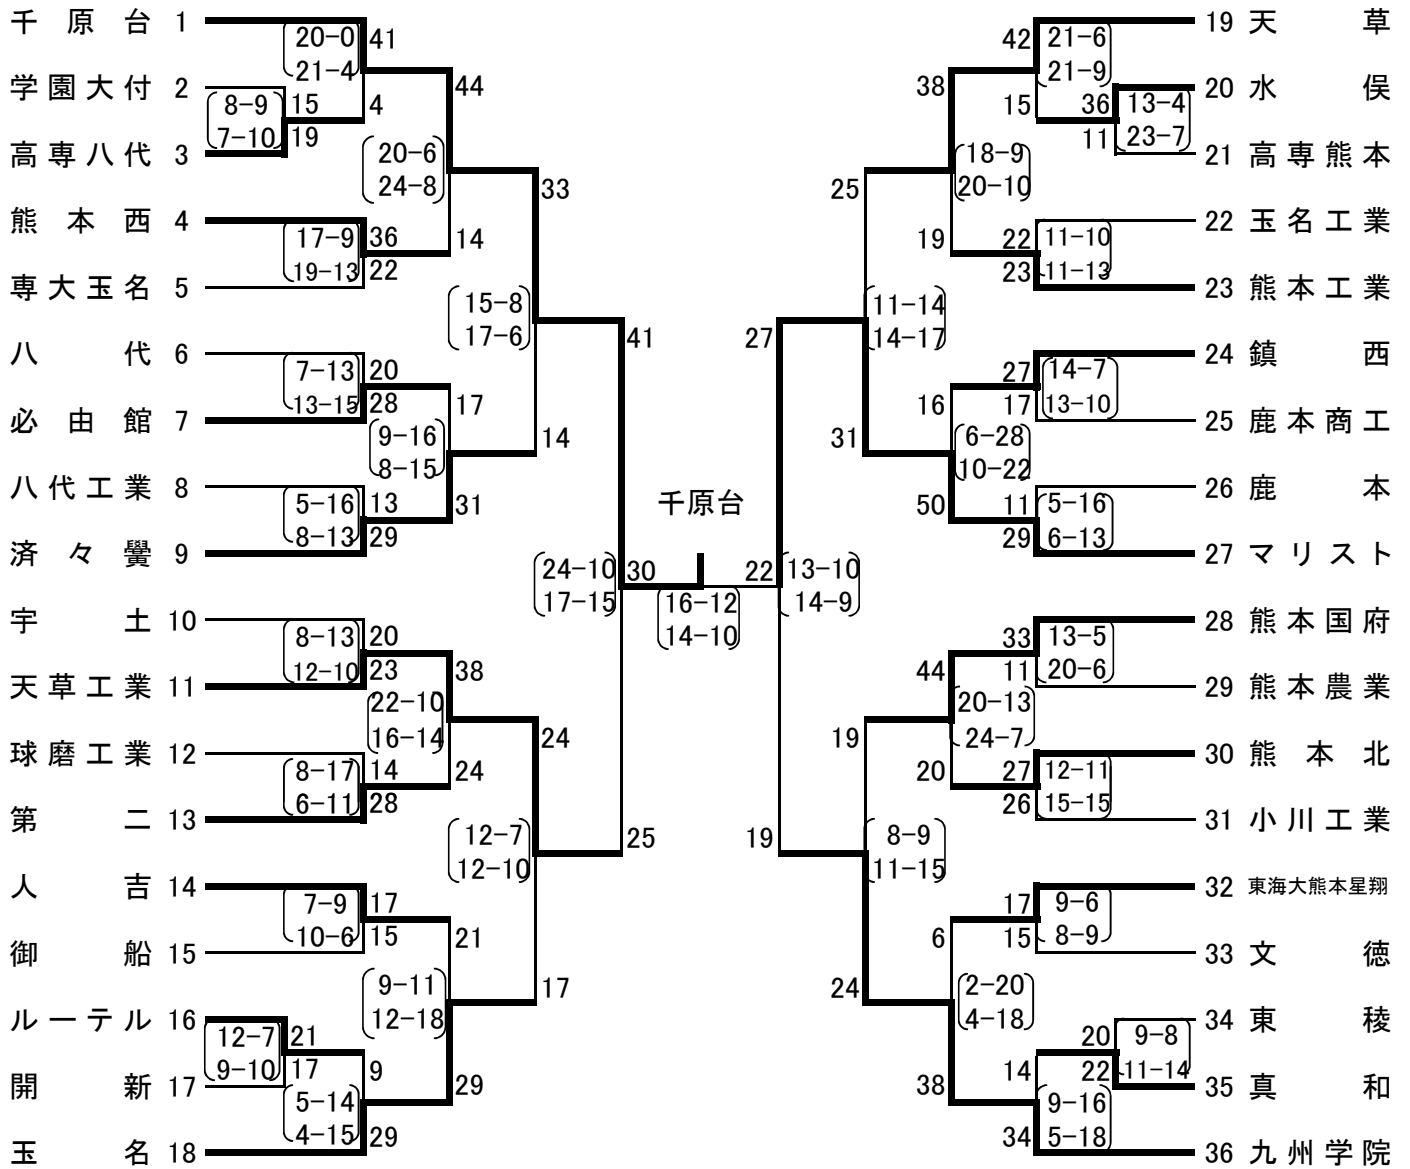 千原台 1
20-0 41
21-4
44
学園大付 2
8-9 15 4
7-10 19
高専八代 3
20-6
24-8
33
熊本西 4
17-9 36 14
19-13 22
専大玉名 5
15-8
17-6
41
八代 6
7-13 20
13-15 28 17
必由館 7
9-16 14
8-15
八代工業 8
5-16 13 31
8-13 29
済々黌 9
千原台
24-10 30 22 13-10
17-15 16-12 14-9
14-10
宇土 10
8-13 20
12-10 23 38
天草工業 11
22-10
16-14 24
球磨工業 12
8-17 14 24
6-11 28
第二 13
12-7 25
12-10
人吉 14
7-9 17
10-6 15 21
御船 15
9-11 17
12-18
ルーテル 16
12-7 21
9-10 17 9
開新 17
5-14 29
4-15 29
玉名 18
19 天草
42 21-6
21-9
38
20 水俣
15 36 13-4
11 23-7
21 高専熊本
18-9
20-10
25
22 玉名工業
19 22 11-10
23 11-13
23 熊本工業
11-14
14-17
27
24 鎮西
27 14-7
16 17 13-10
25 鹿本商工
31 6-28
10-22
26 鹿本
50 11 5-16
29 6-13
27 マリスト
28 熊本国府
33 13-5
44 11 20-6
29 熊本農業
20-13
19 24-7
30 熊本北
20 27 12-11
26 15-15
31 小川工業
19 8-9
11-15
32 東海大熊本星翔
17 9-6
6 15 8-9
33 文徳
24 2-20
4-18
34 東稜
20 9-8
14 22 11-14
35 真和
38 9-16
34 5-18
36 九州学院